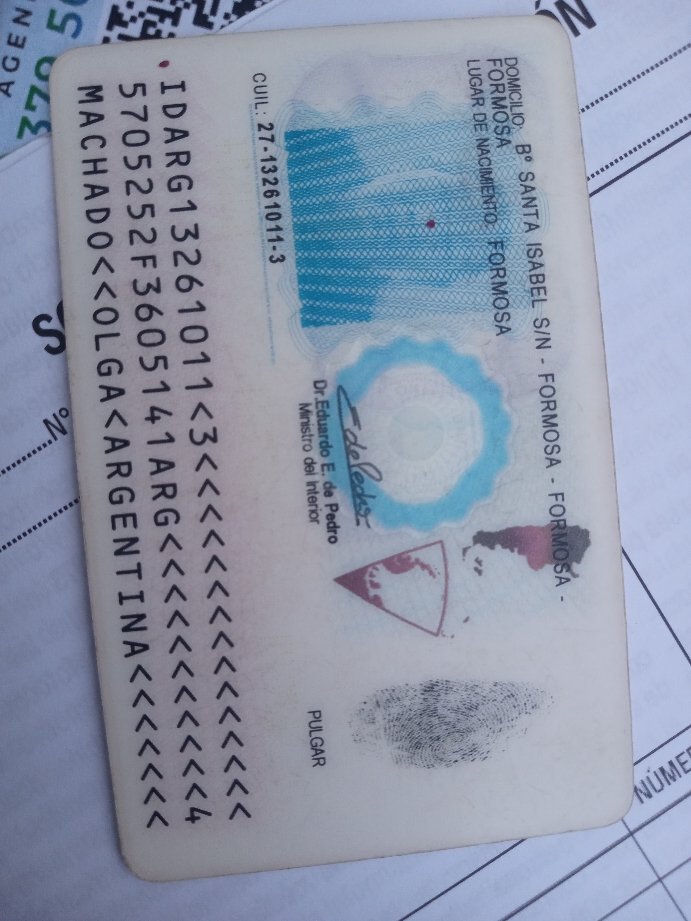 DOMICILIO: Bº SANTA ISABEL S/N - FORMOSA - FORMOSA -
FORMOSA
LUGAR DE NACIMIENTO: FORMOSA
Dr. Eduardo E. de Pedro
Ministro del Interior
PULGAR
CUIL: 27-13261011-3
IDARG13261011<3<<<<<<<<<<<<<<<
5705252F3605141ARG<<<<<<<<<<<4
MACHADO<<OLGA<ARGENTINA<<<<<<<
Nº